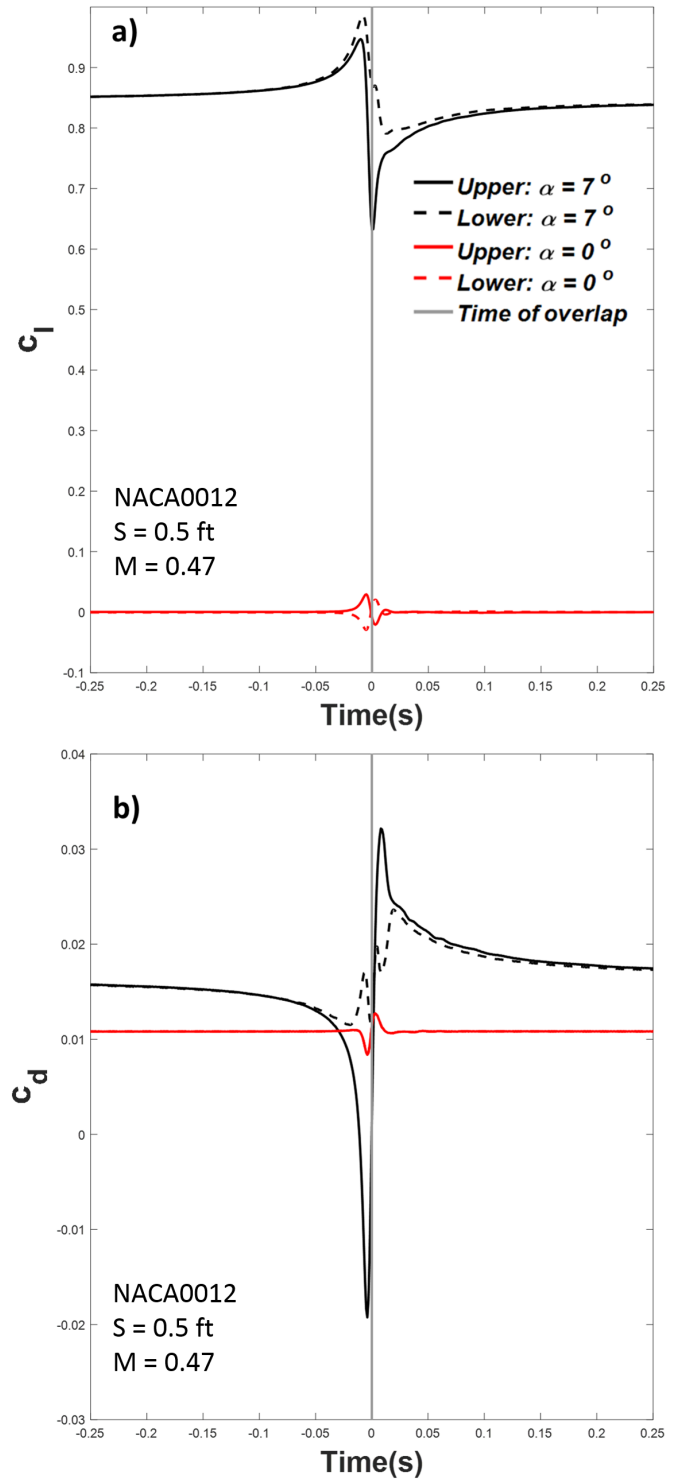 a)
0.9
0.8
0.7
0.6
0.5
0.4
0.3
0.2
0.1
0
-0.1
c_l
Upper: α = 7 o
Lower: α = 7 o
Upper: α = 0 o
Lower: α = 0 o
Time of overlap
NACA0012
S = 0.5 ft
M = 0.47
-0.25 -0.2 -0.15 -0.1 -0.05 0 0.05 0.1 0.15 0.2 0.25
Time(s)
b)
0.04
0.03
0.02
0.01
0
-0.01
-0.02
-0.03
c_d
NACA0012
S = 0.5 ft
M = 0.47
-0.25 -0.2 -0.15 -0.1 -0.05 0 0.05 0.1 0.15 0.2 0.25
Time(s)